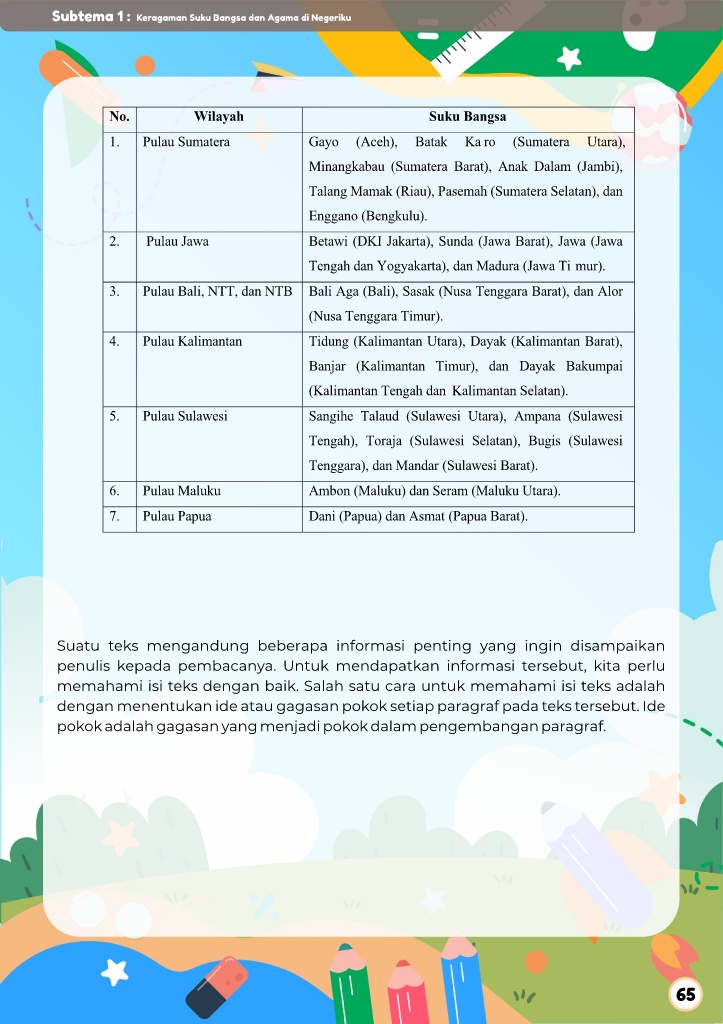 Subtema 1 : Keragaman Suku Bangsa dan Agama di Negeriku
No. Wilayah Suku Bangsa
1. Pulau Sumatera Gayo (Aceh), Batak Ka ro (Sumatera Utara),
Minangkabau (Sumatera Barat), Anak Dalam (Jambi),
Talang Mamak (Riau), Pasemah (Sumatera Selatan), dan
Enggano (Bengkulu).
2. Pulau Jawa Betawi (DKI Jakarta), Sunda (Jawa Barat), Jawa (Jawa
Tengah dan Yogyakarta), dan Madura (Jawa Ti mur).
3. Pulau Bali, NTT, dan NTB Bali Aga (Bali), Sasak (Nusa Tenggara Barat), dan Alor
(Nusa Tenggara Timur).
4. Pulau Kalimantan Tidung (Kalimantan Utara), Dayak (Kalimantan Barat),
Banjar (Kalimantan Timur), dan Dayak Bakumpai
(Kalimantan Tengah dan Kalimantan Selatan).
5. Pulau Sulawesi Sangihe Talaud (Sulawesi Utara), Ampana (Sulawesi
Tengah), Toraja (Sulawesi Selatan), Bugis (Sulawesi
Tenggara), dan Mandar (Sulawesi Barat).
6. Pulau Maluku Ambon (Maluku) dan Seram (Maluku Utara).
7. Pulau Papua Dani (Papua) dan Asmat (Papua Barat).
Suatu teks mengandung beberapa informasi penting yang ingin disampaikan
penulis kepada pembacanya. Untuk mendapatkan informasi tersebut, kita perlu
memahami isi teks dengan baik. Salah satu cara untuk memahami isi teks adalah
dengan menentukan ide atau gagasan pokok setiap paragraf pada teks tersebut. Ide
pokok adalah gagasan yang menjadi pokok dalam pengembangan paragraf.
65